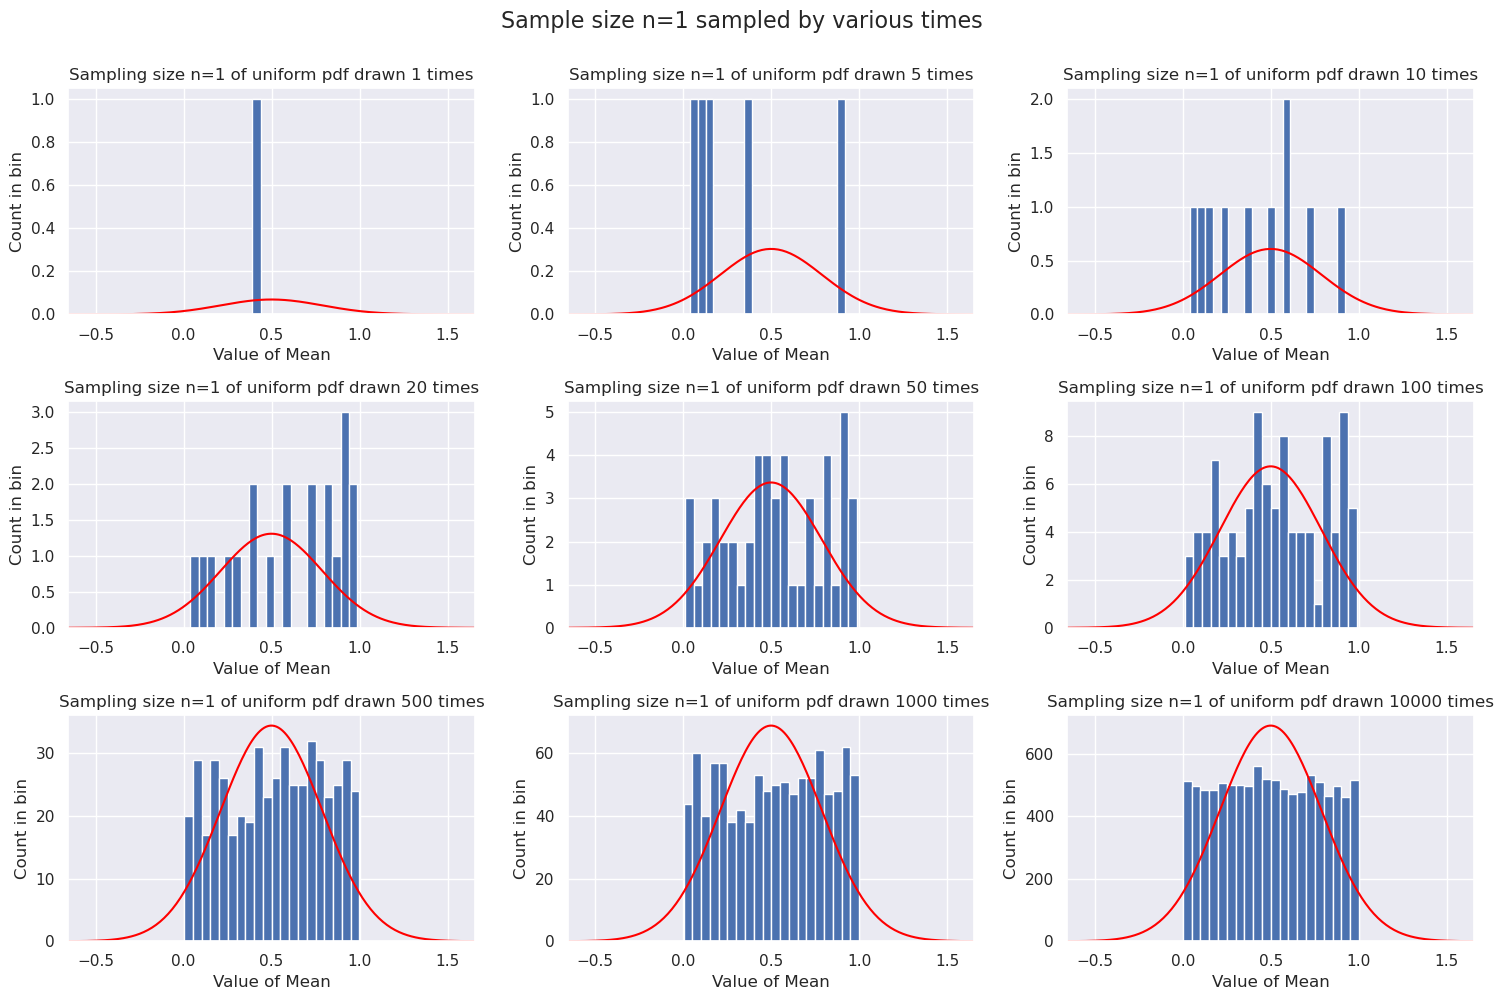 Sample size n=1 sampled by various times
Sampling size n=1 of uniform pdf drawn 1 times
Count in bin
1.0
0.8
0.6
0.4
0.2
0.0
−0.5 0.0 0.5 1.0 1.5
Value of Mean
Sampling size n=1 of uniform pdf drawn 5 times
Count in bin
1.0
0.8
0.6
0.4
0.2
0.0
−0.5 0.0 0.5 1.0 1.5
Value of Mean
Sampling size n=1 of uniform pdf drawn 10 times
Count in bin
2.0
1.5
1.0
0.5
0.0
−0.5 0.0 0.5 1.0 1.5
Value of Mean
Sampling size n=1 of uniform pdf drawn 20 times
Count in bin
3.0
2.5
2.0
1.5
1.0
0.5
0.0
−0.5 0.0 0.5 1.0 1.5
Value of Mean
Sampling size n=1 of uniform pdf drawn 50 times
Count in bin
5
4
3
2
1
0
−0.5 0.0 0.5 1.0 1.5
Value of Mean
Sampling size n=1 of uniform pdf drawn 100 times
Count in bin
8
6
4
2
0
−0.5 0.0 0.5 1.0 1.5
Value of Mean
Sampling size n=1 of uniform pdf drawn 500 times
Count in bin
30
20
10
0
−0.5 0.0 0.5 1.0 1.5
Value of Mean
Sampling size n=1 of uniform pdf drawn 1000 times
Count in bin
60
40
20
0
−0.5 0.0 0.5 1.0 1.5
Value of Mean
Sampling size n=1 of uniform pdf drawn 10000 times
Count in bin
600
400
200
0
−0.5 0.0 0.5 1.0 1.5
Value of Mean